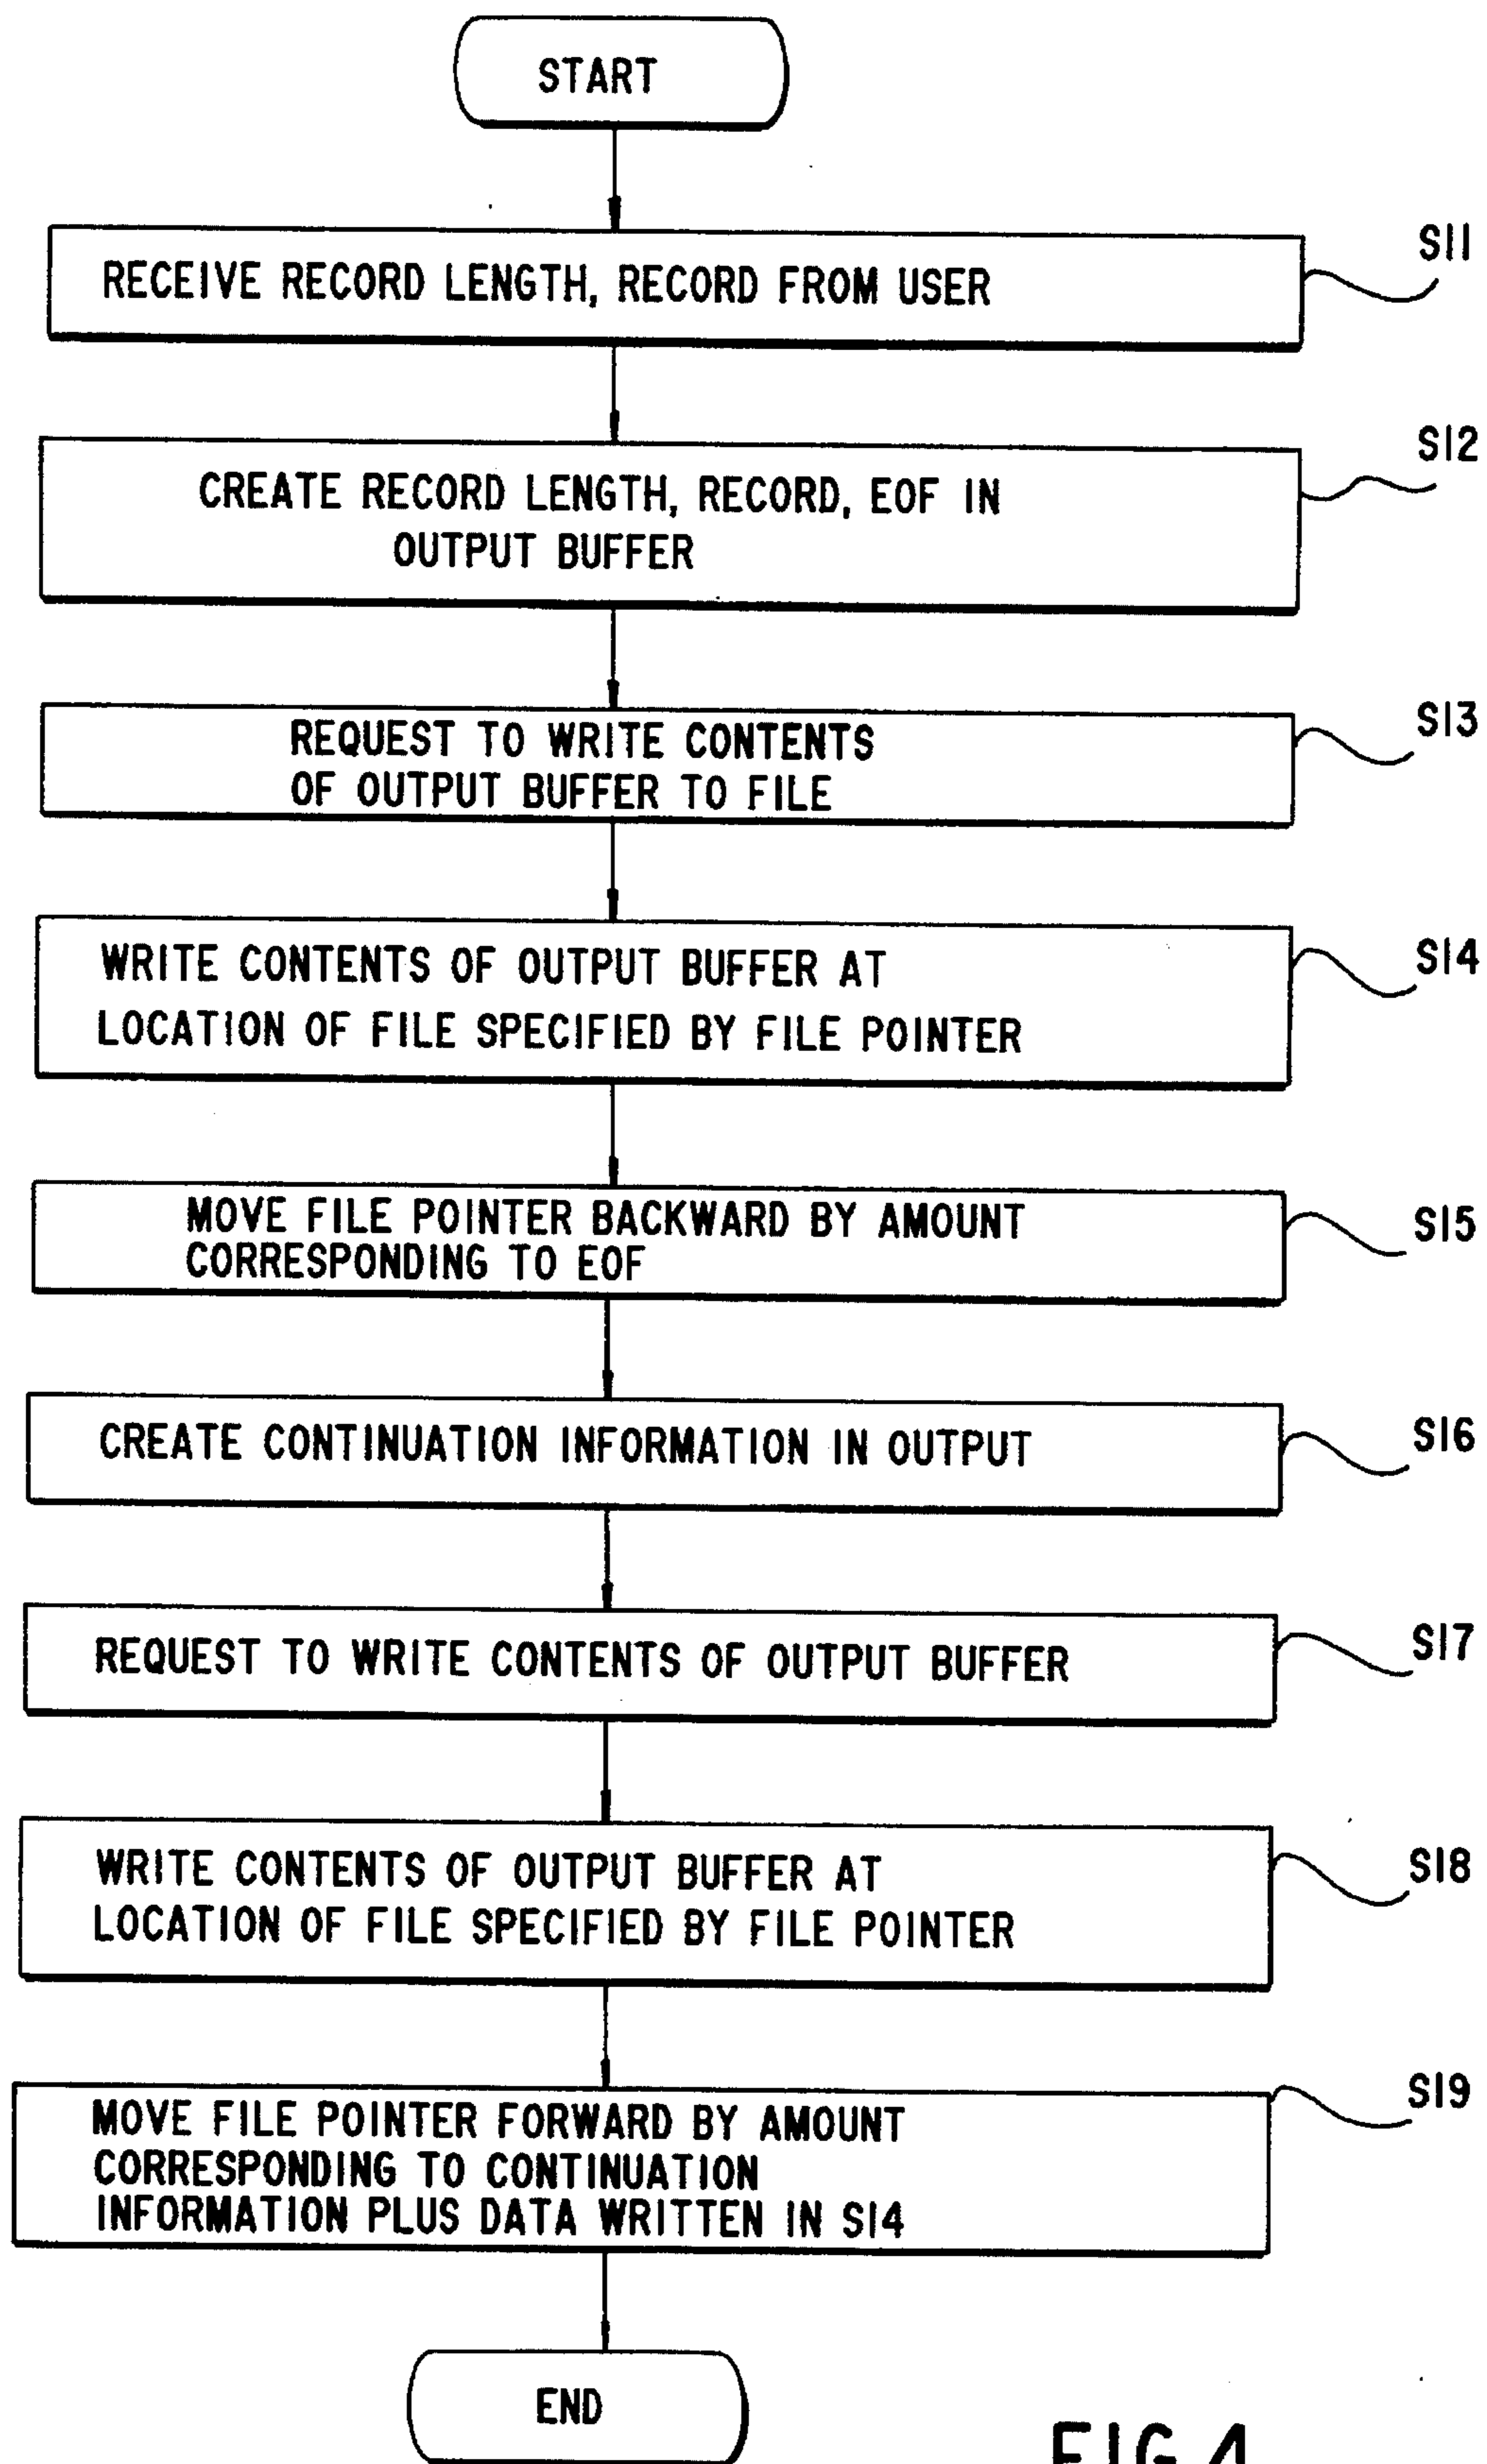 START
S11
RECEIVE RECORD LENGTH, RECORD FROM USER
S12
CREATE RECORD LENGTH, RECORD, EOF IN
OUTPUT BUFFER
S13
REQUEST TO WRITE CONTENTS
OF OUTPUT BUFFER TO FILE
S14
WRITE CONTENTS OF OUTPUT BUFFER AT
LOCATION OF FILE SPECIFIED BY FILE POINTER
S15
MOVE FILE POINTER BACKWARD BY AMOUNT
CORRESPONDING TO EOF
S16
CREATE CONTINUATION INFORMATION IN OUTPUT
S17
REQUEST TO WRITE CONTENTS OF OUTPUT BUFFER
S18
WRITE CONTENTS OF OUTPUT BUFFER AT
LOCATION OF FILE SPECIFIED BY FILE POINTER
S19
MOVE FILE POINTER FORWARD BY AMOUNT
CORRESPONDING TO CONTINUATION
INFORMATION PLUS DATA WRITTEN IN S14
END
FIG.4